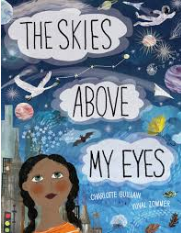 THE SKIES
ABOVE
MY EYES
CHARLOTTE GUILLAIN
YUVAL ZOMMER